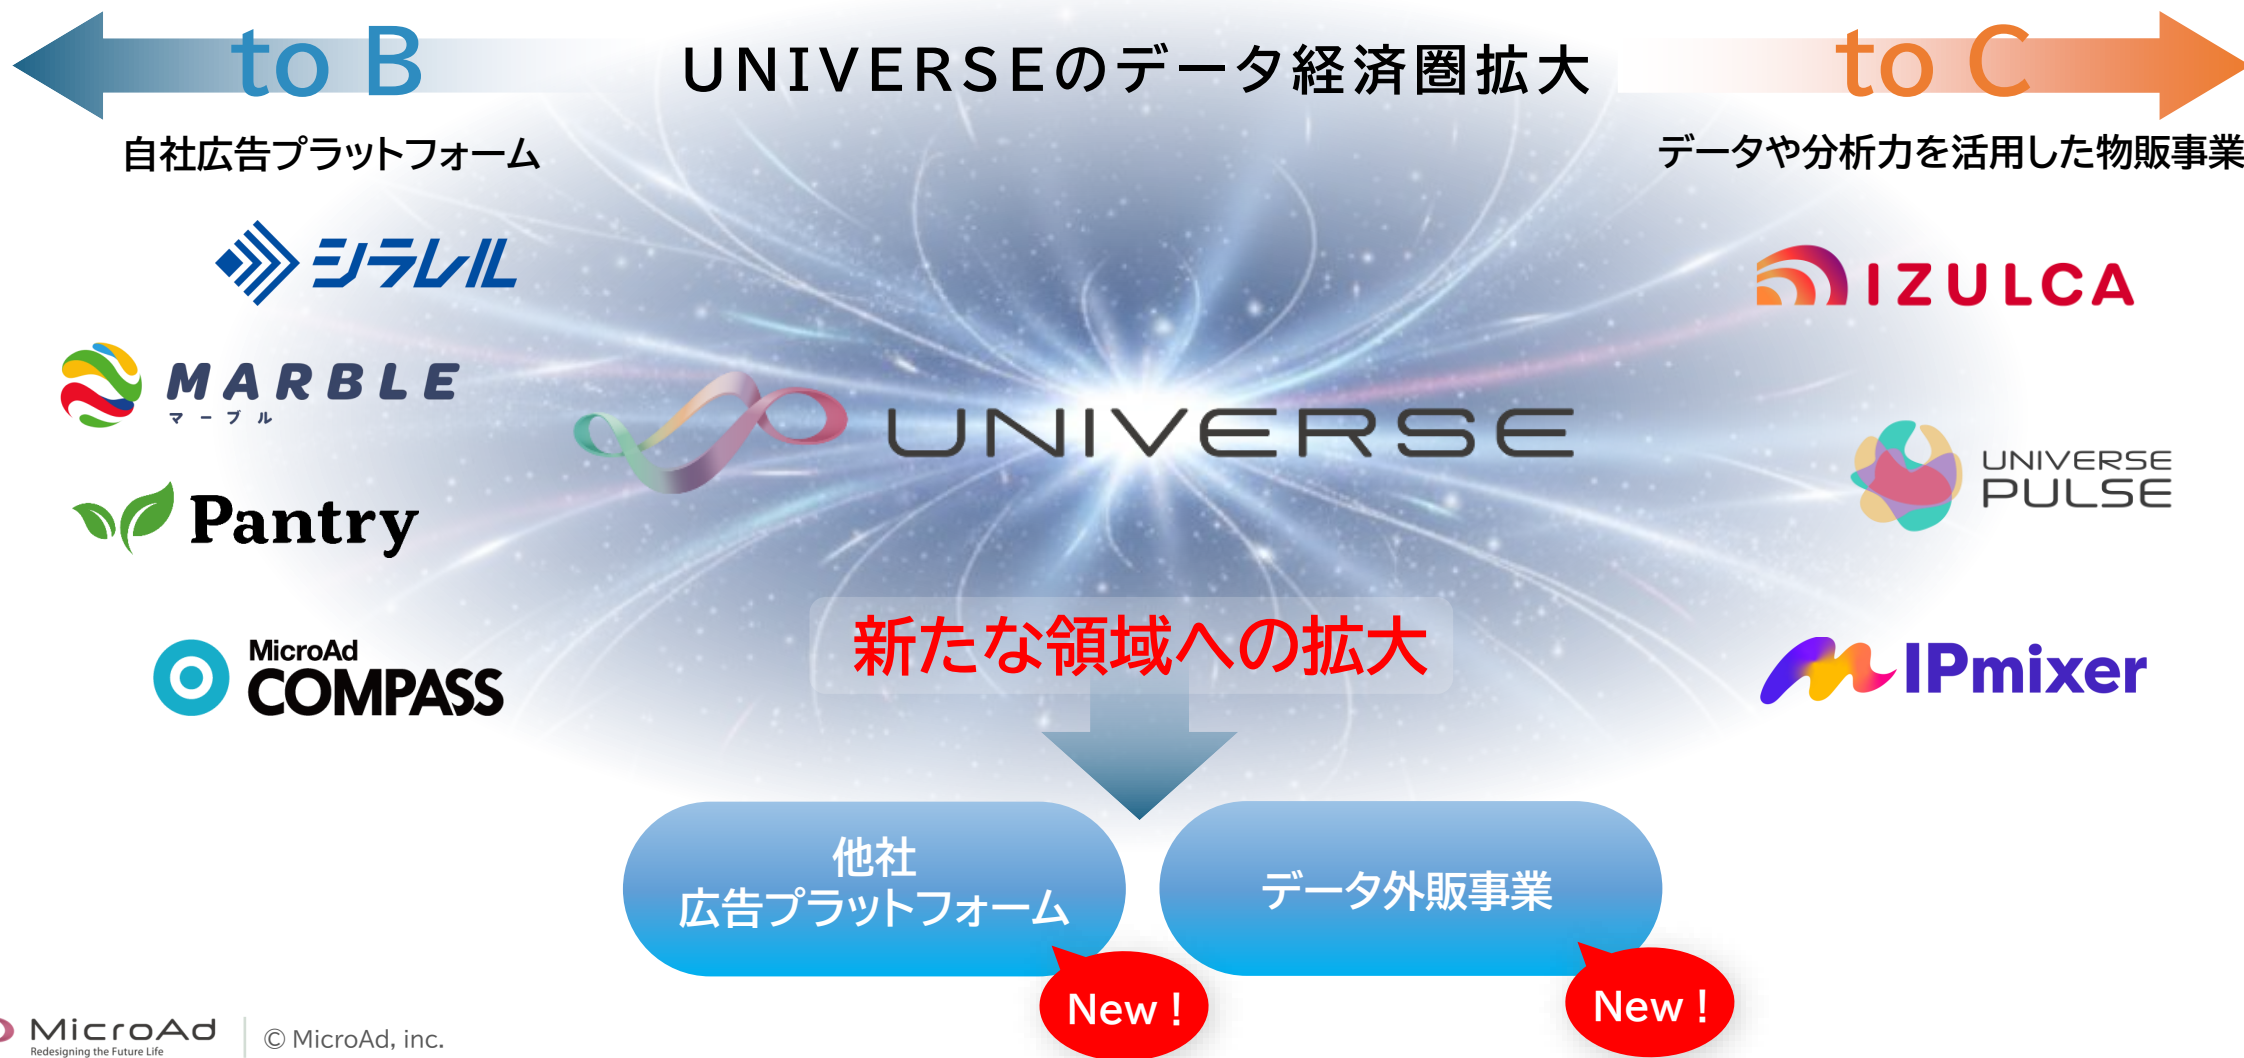 to B
UNIVERSEのデータ経済圏拡大
to C
自社広告プラットフォーム
データや分析力を活用した物販事業
シラレル
MARBLE
マーブル
Pantry
MicroAd
COMPASS
UNIVERSE
IZULCA
UNIVERSE
PULSE
IPmixer
新たな領域への拡大
他社
広告プラットフォーム
New！
データ外販事業
New！
MicroAd
Redesigning the Future Life
© MicroAd, inc.